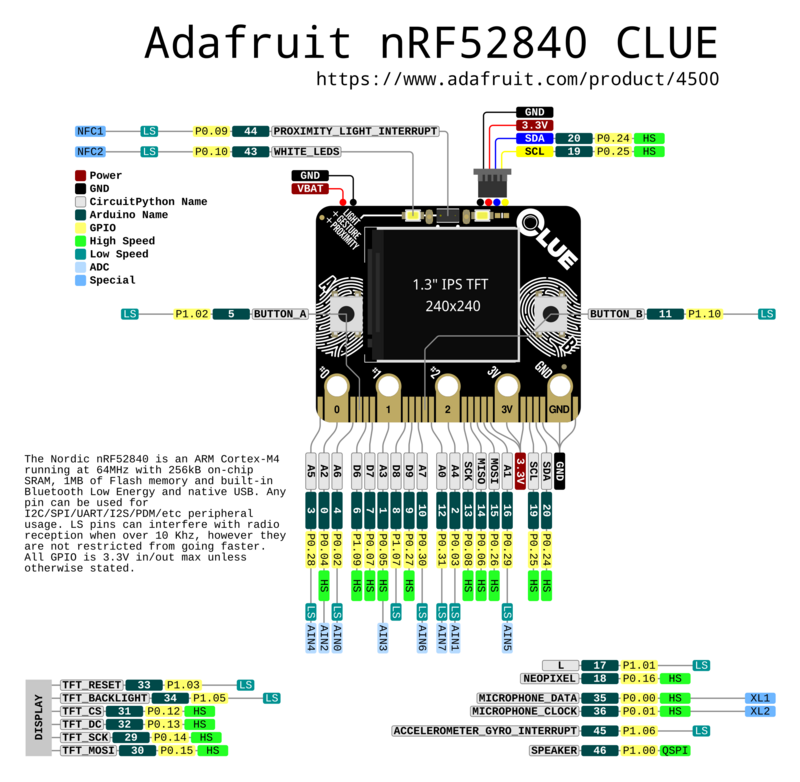 Adafruit nRF52840 CLUE
https://www.adafruit.com/product/4500
GND
3.3V
SDA 20 P0.24 HS
SCL 19 P0.25 HS
NFC1 LS P0.09 44 PROXIMITY_LIGHT_INTERRUPT
NFC2 LS P0.10 43 WHITE_LEDS
GND
VBAT
Power
GND
CircuitPython Name
Arduino Name
GPIO
High Speed
Low Speed
ADC
Special
LIGHT
+ GESTURE
+ PROXIMITY
CLUE
1.3" IPS TFT
240x240
A
B
LS P1.02 5 BUTTON_A
BUTTON_B 11 P1.10 LS
#0 #1 #2 3V GND
0 1 2 3V GND
The Nordic nRF52840 is an ARM Cortex-M4
running at 64MHz with 256kB on-chip
SRAM, 1MB of Flash memory and built-in
Bluetooth Low Energy and native USB. Any
pin can be used for
I2C/SPI/UART/I2S/PDM/etc peripheral
usage. LS pins can interfere with radio
reception when over 10 Khz, however they
are not restricted from going faster.
All GPIO is 3.3V in/out max unless
otherwise stated.
A5 3 P0.28 LS AIN4
A2 0 P0.04 HS AIN2
A6 4 P0.02 LS AIN0
D6 6 P1.09 HS
D7 7 P0.07 HS
A3 1 P0.05 HS AIN3
D8 8 P1.07 LS
D9 9 P0.27 HS
A7 10 P0.30 LS AIN6
A0 12 P0.31 LS AIN7
A4 2 P0.03 LS AIN1
SCK 13 P0.08 HS
MISO 14 P0.06 HS
MOSI 15 P0.26 HS
A1 16 P0.29 LS AIN5
3.3V
SCL 19 P0.25 HS
SDA 20 P0.24 HS
GND
DISPLAY
TFT_RESET 33 P1.03 LS
TFT_BACKLIGHT 34 P1.05 LS
TFT_CS 31 P0.12 HS
TFT_DC 32 P0.13 HS
TFT_SCK 29 P0.14 HS
TFT_MOSI 30 P0.15 HS
L 17 P1.01 LS
NEOPIXEL 18 P0.16 HS
MICROPHONE_DATA 35 P0.00 HS XL1
MICROPHONE_CLOCK 36 P0.01 HS XL2
ACCELEROMETER_GYRO_INTERRUPT 45 P1.06 LS
SPEAKER 46 P1.00 QSPI